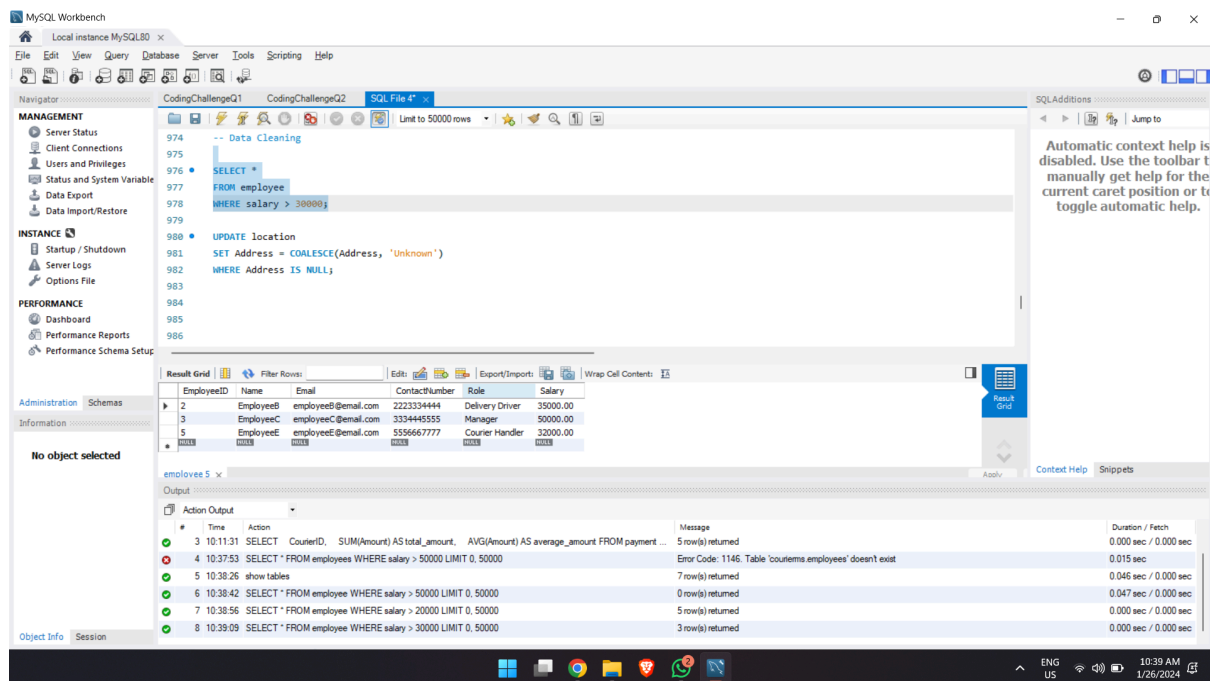 MySQL Workbench
Local instance MySQL80
File Edit View Query Database Server Tools Scripting Help
Navigator
MANAGEMENT
Server Status
Client Connections
Users and Privileges
Status and System Variable
Data Export
Data Import/Restore
INSTANCE
Startup / Shutdown
Server Logs
Options File
PERFORMANCE
Dashboard
Performance Reports
Performance Schema Setup
Administration Schemas
Information
No object selected
Object Info Session
CodingChallengeQ1 CodingChallengeQ2 SQL File 4*
Limit to 50000 rows
974 -- Data Cleaning
975
976 SELECT *
977 FROM employee
978 WHERE salary > 30000;
979
980 UPDATE location
981 SET Address = COALESCE(Address, 'Unknown')
982 WHERE Address IS NULL;
983
984
985
986
Result Grid Filter Rows: Edit: Export/Import: Wrap Cell Content:
EmployeeID Name Email ContactNumber Role Salary
2 EmployeeB employeeB@email.com 2223334444 Delivery Driver 35000.00
3 EmployeeC employeeC@email.com 3334445555 Manager 50000.00
5 EmployeeE employeeE@email.com 5556667777 Courier Handler 32000.00
NULL NULL NULL NULL NULL NULL
Result
Grid
employee 5 Apply
Output
Action Output
# Time Action Message Duration / Fetch
3 10:11:31 SELECT CourierID, SUM(Amount) AS total_amount, AVG(Amount) AS average_amount FROM payment ... 5 row(s) returned 0.000 sec / 0.000 sec
4 10:37:53 SELECT * FROM employees WHERE salary > 50000 LIMIT 0, 50000 Error Code: 1146. Table 'couriems.employees' doesn't exist 0.015 sec
5 10:38:26 show tables 7 row(s) returned 0.046 sec / 0.000 sec
6 10:38:42 SELECT * FROM employee WHERE salary > 50000 LIMIT 0, 50000 0 row(s) returned 0.047 sec / 0.000 sec
7 10:38:56 SELECT * FROM employee WHERE salary > 20000 LIMIT 0, 50000 5 row(s) returned 0.000 sec / 0.000 sec
8 10:39:09 SELECT * FROM employee WHERE salary > 30000 LIMIT 0, 50000 3 row(s) returned 0.000 sec / 0.000 sec
SQLAdditions
Jump to
Automatic context help is
disabled. Use the toolbar t
manually get help for the
current caret position or to
toggle automatic help.
Context Help Snippets
2
ENG
US
10:39 AM
1/26/2024